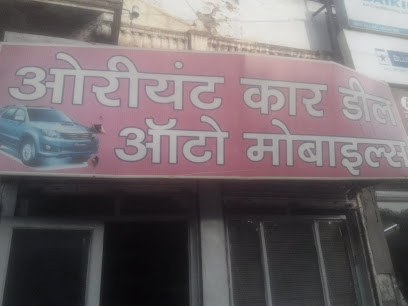 ओरीयंट कार डील
ऑटो मोबाइल्स